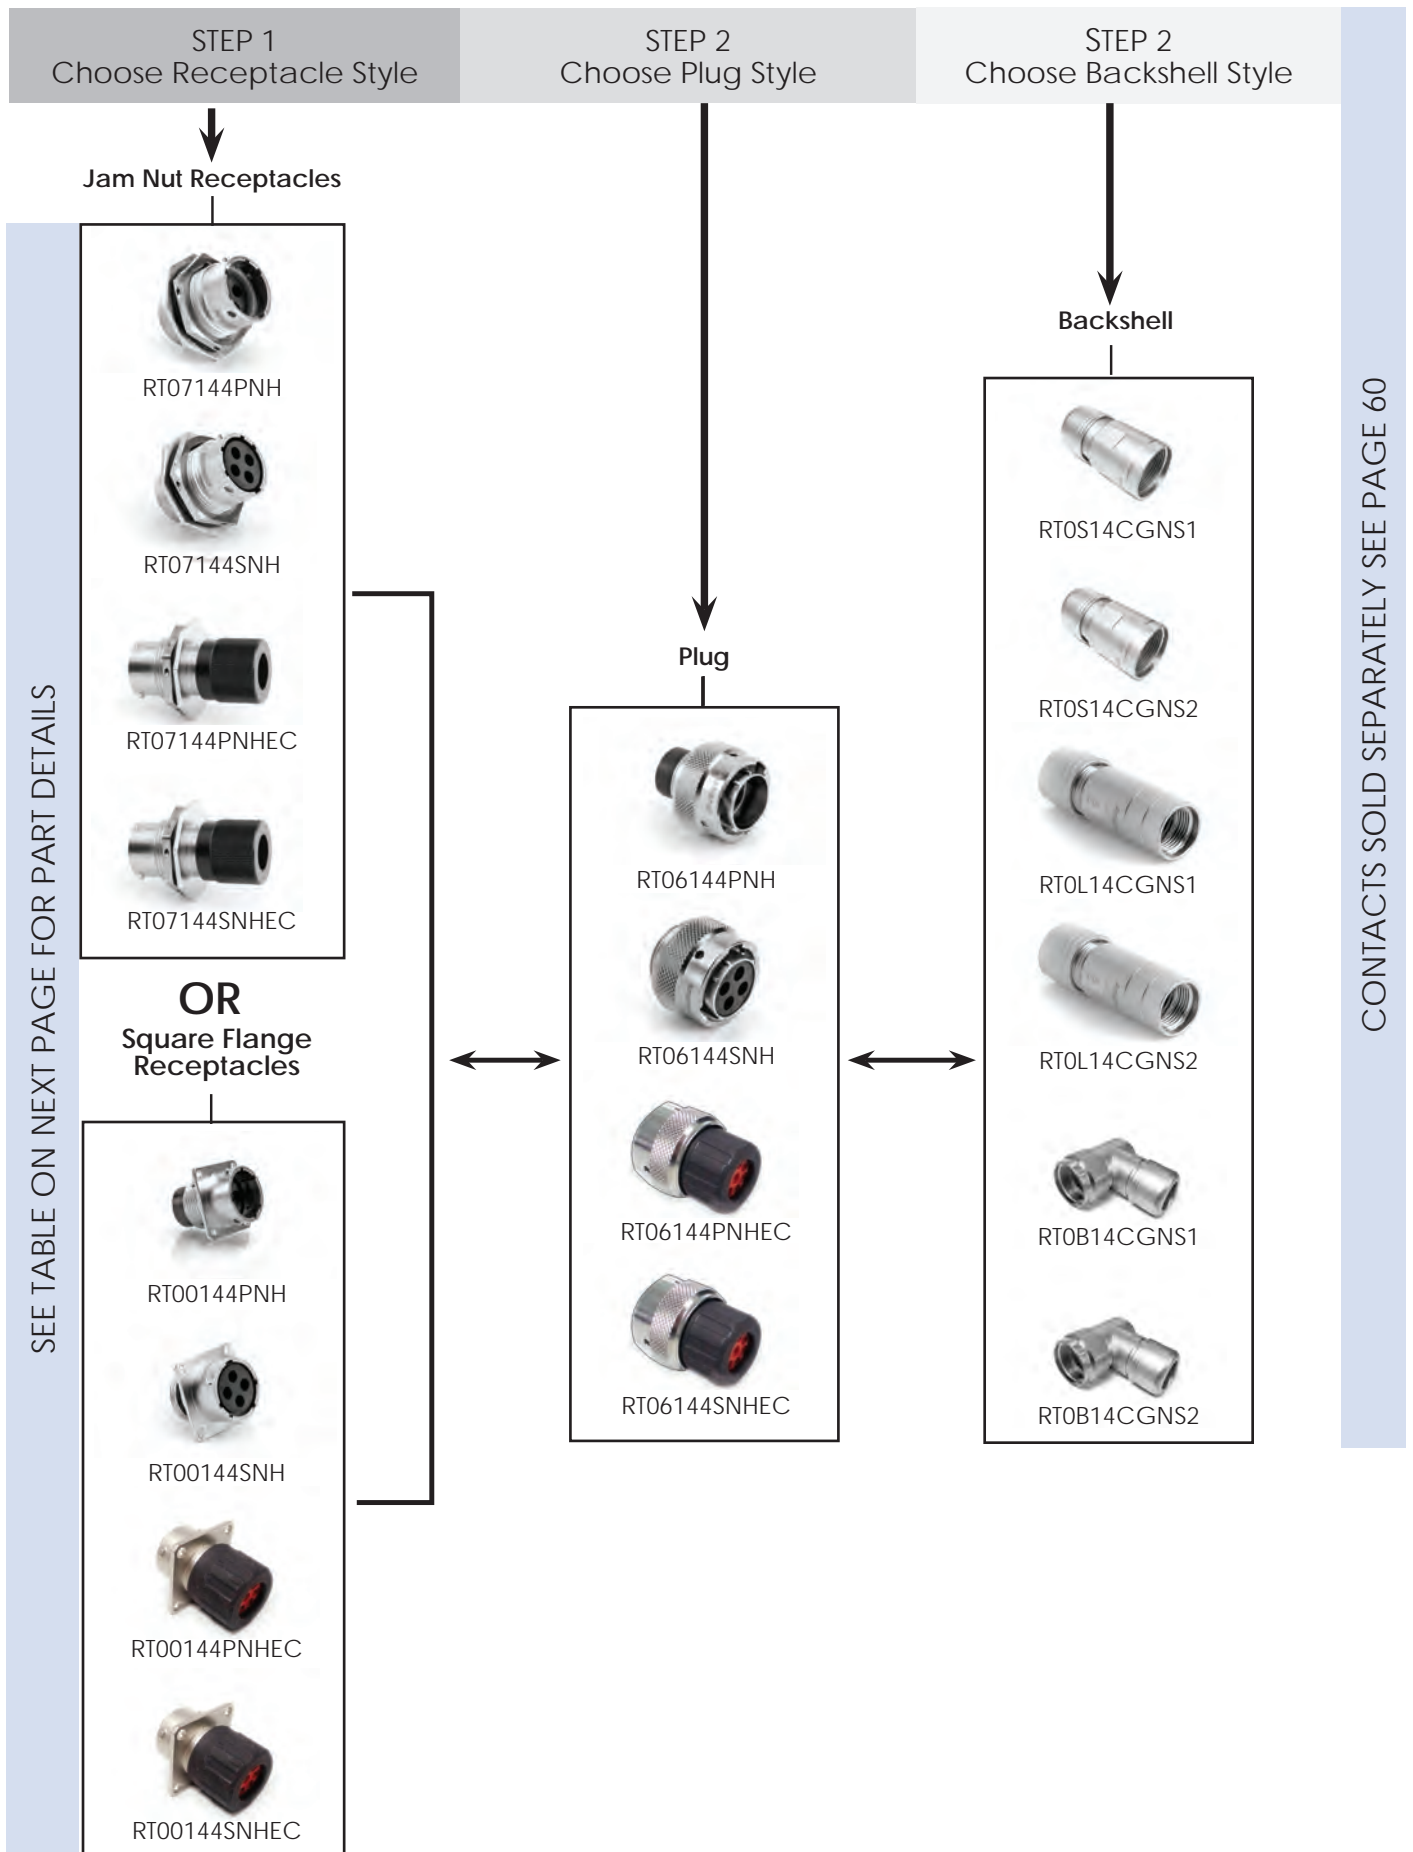 STEP 1
Choose Receptacle Style
STEP 2
Choose Plug Style
STEP 2
Choose Backshell Style
Jam Nut Receptacles
RT07144PNH
RT07144SNH
RT07144PNHEC
RT07144SNHEC
OR
Square Flange
Receptacles
RT00144PNH
RT00144SNH
RT00144PNHEC
RT00144SNHEC
Plug
RT06144PNH
RT06144SNH
RT06144PNHEC
RT06144SNHEC
Backshell
RT0S14CGNS1
RT0S14CGNS2
RT0L14CGNS1
RT0L14CGNS2
RT0B14CGNS1
RT0B14CGNS2
SEE TABLE ON NEXT PAGE FOR PART DETAILS
CONTACTS SOLD SEPARATELY SEE PAGE 60